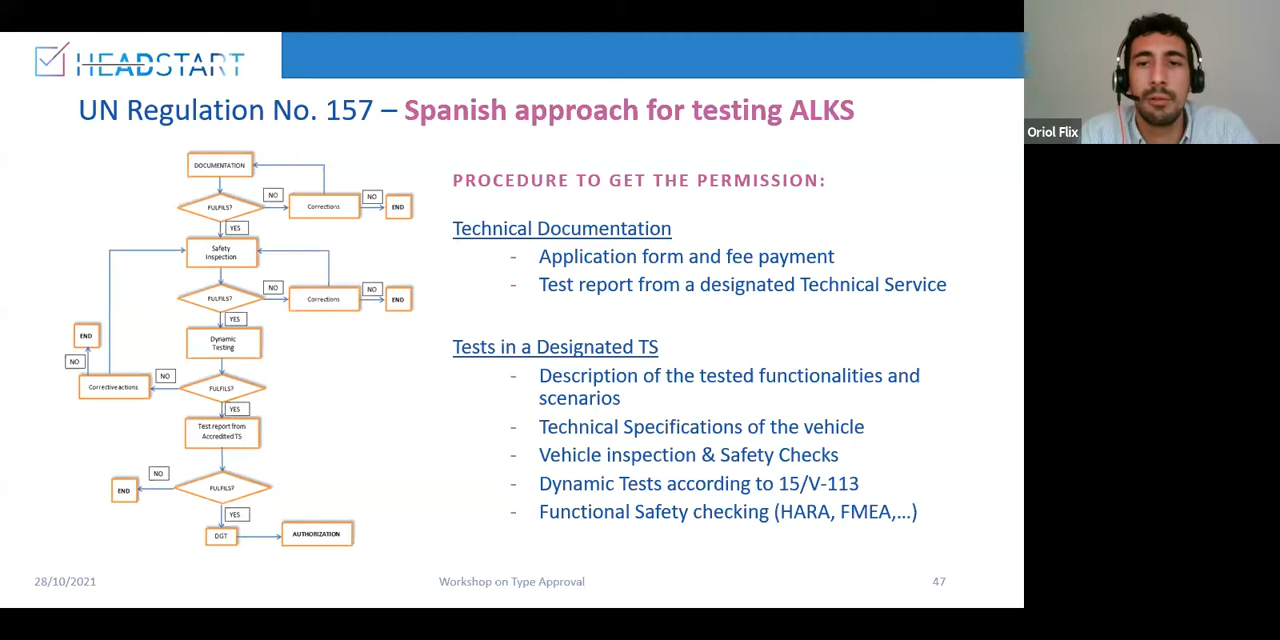 HEADSTART
UN Regulation No. 157 – Spanish approach for testing ALKS
Oriol Flix
DOCUMENTATION
FULFILS?
NO
Corrections
NO
END
YES
Safety
Inspection
FULFILS?
NO
Corrections
NO
END
YES
Dynamic
Testing
END
NO
Corrective actions
NO
FULFILS?
YES
Test report from
Accredited TS
NO
END
FULFILS?
YES
DGT
AUTHORIZATION
PROCEDURE TO GET THE PERMISSION:
Technical Documentation
- Application form and fee payment
- Test report from a designated Technical Service
Tests in a Designated TS
- Description of the tested functionalities and
scenarios
- Technical Specifications of the vehicle
- Vehicle inspection & Safety Checks
- Dynamic Tests according to 15/V-113
- Functional Safety checking (HARA, FMEA,...)
28/10/2021
Workshop on Type Approval
47